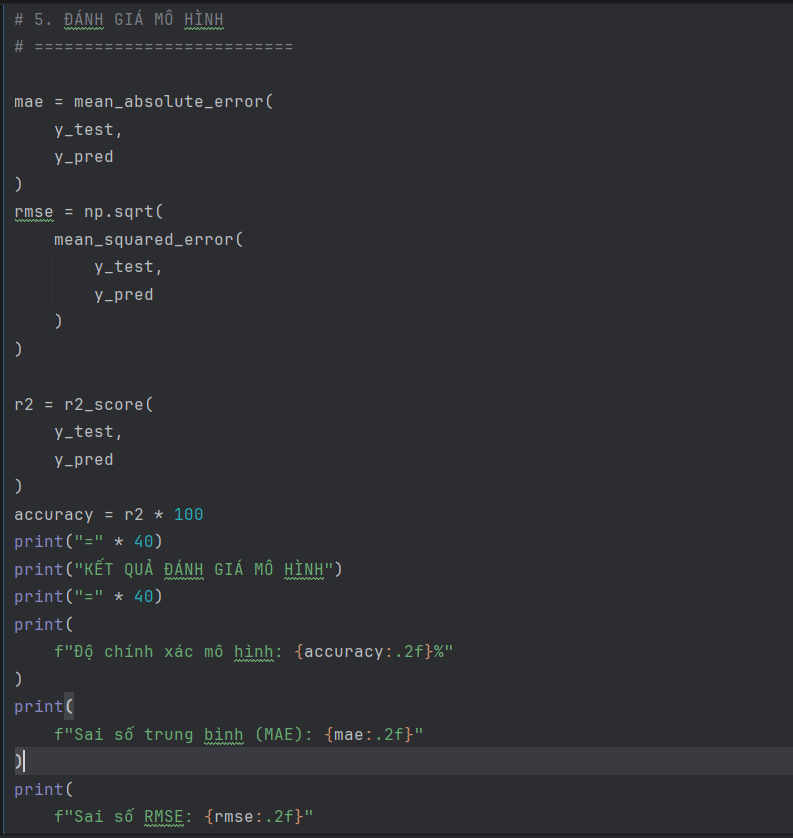 # 5. ĐÁNH GIÁ MÔ HÌNH
# ==========================
mae = mean_absolute_error(
    y_test,
    y_pred
)
rmse = np.sqrt(
    mean_squared_error(
        y_test,
        y_pred
    )
)
r2 = r2_score(
    y_test,
    y_pred
)
accuracy = r2 * 100
print("=" * 40)
print("KẾT QUẢ ĐÁNH GIÁ MÔ HÌNH")
print("=" * 40)
print(
    f"Độ chính xác mô hình: {accuracy:.2f}%"
)
print(
    f"Sai số trung bình (MAE): {mae:.2f}"
)
print(
    f"Sai số RMSE: {rmse:.2f}"